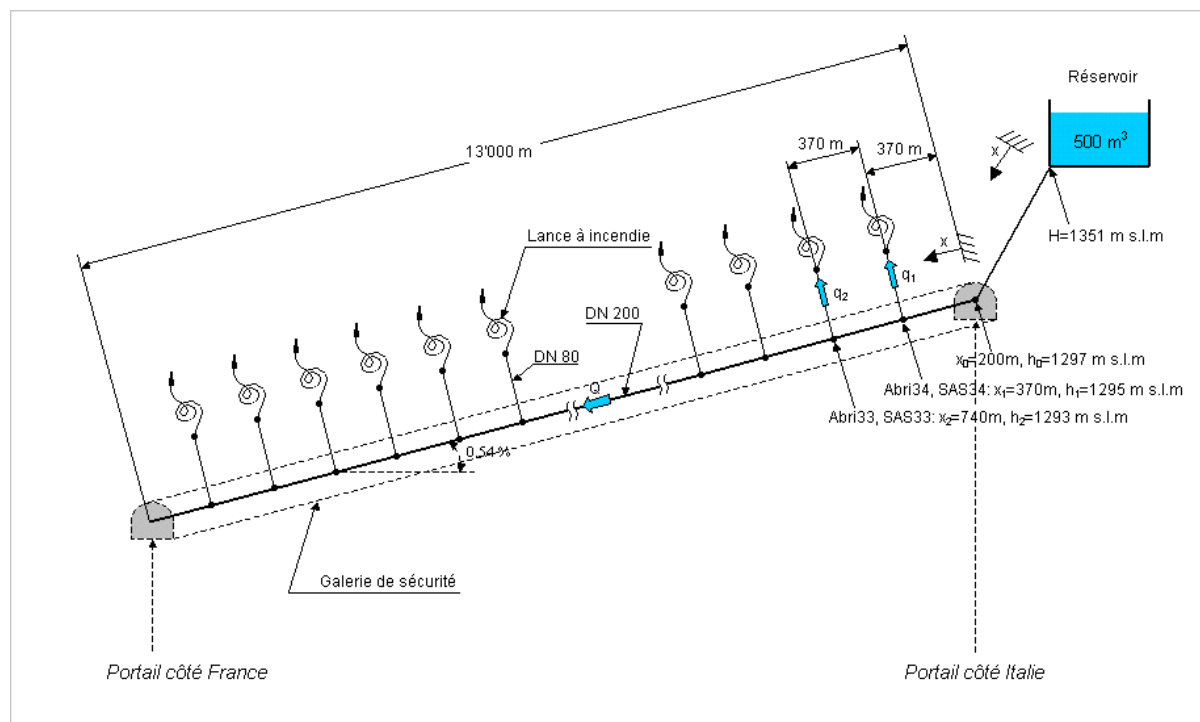 Réservoir
500 m³
13'000 m
370 m
370 m
x
H=1351 m s.l.m
Lance à incendie
x
q₁
q₂
DN 200
DN 80
Q
x₀=200m, h₀=1297 m s.l.m
Abri34, SAS34: x₁=370m, h₁=1295 m s.l.m
Abri33, SAS33: x₂=740m, h₂=1293 m s.l.m
0.54%
Galerie de sécurité
Portail côté France
Portail côté Italie